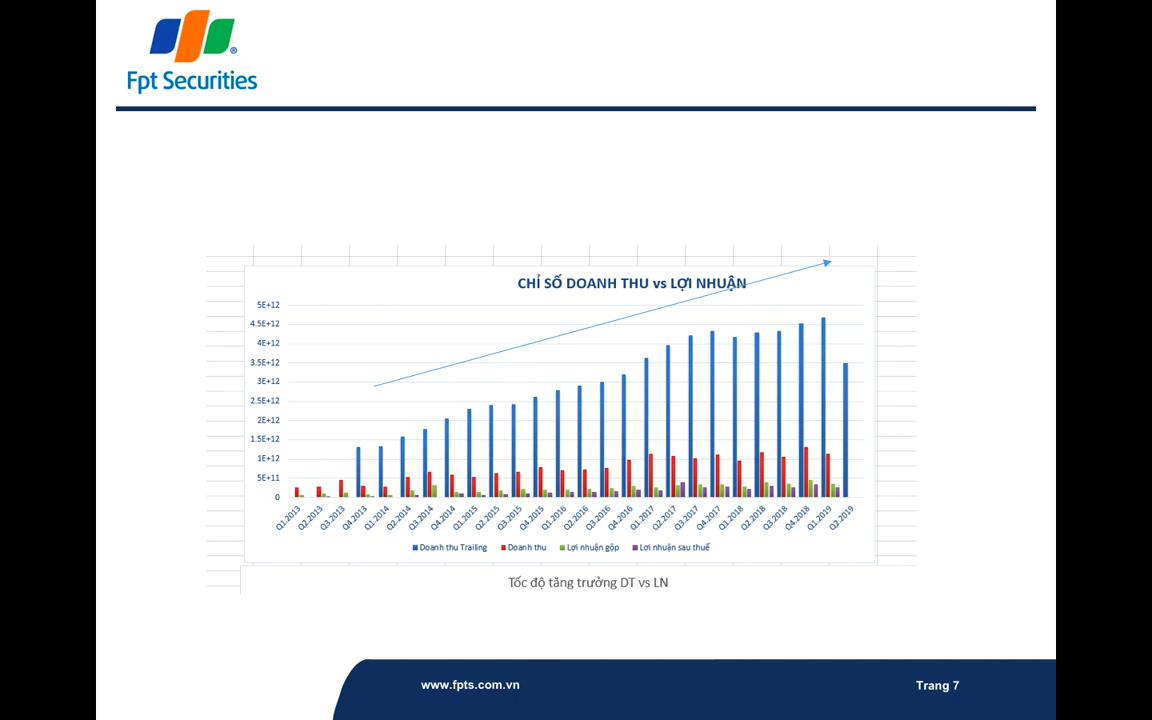 Fpt Securities
CHỈ SỐ DOANH THU vs LỢI NHUẬN
5E+12
4.5E+12
4E+12
3.5E+12
3E+12
2.5E+12
2E+12
1.5E+12
1E+12
5E+11
0
Q1.2013 Q2.2013 Q3.2013 Q4.2013 Q1.2014 Q2.2014 Q3.2014 Q4.2014 Q1.2015 Q2.2015 Q3.2015 Q4.2015 Q1.2016 Q2.2016 Q3.2016 Q4.2016 Q1.2017 Q2.2017 Q3.2017 Q4.2017 Q1.2018 Q2.2018 Q3.2018 Q4.2018 Q1.2019 Q2.2019
Doanh thu Trailing Doanh thu Lợi nhuận gộp Lợi nhuận sau thuế
Tốc độ tăng trưởng DT vs LN
www.fpts.com.vn Trang 7